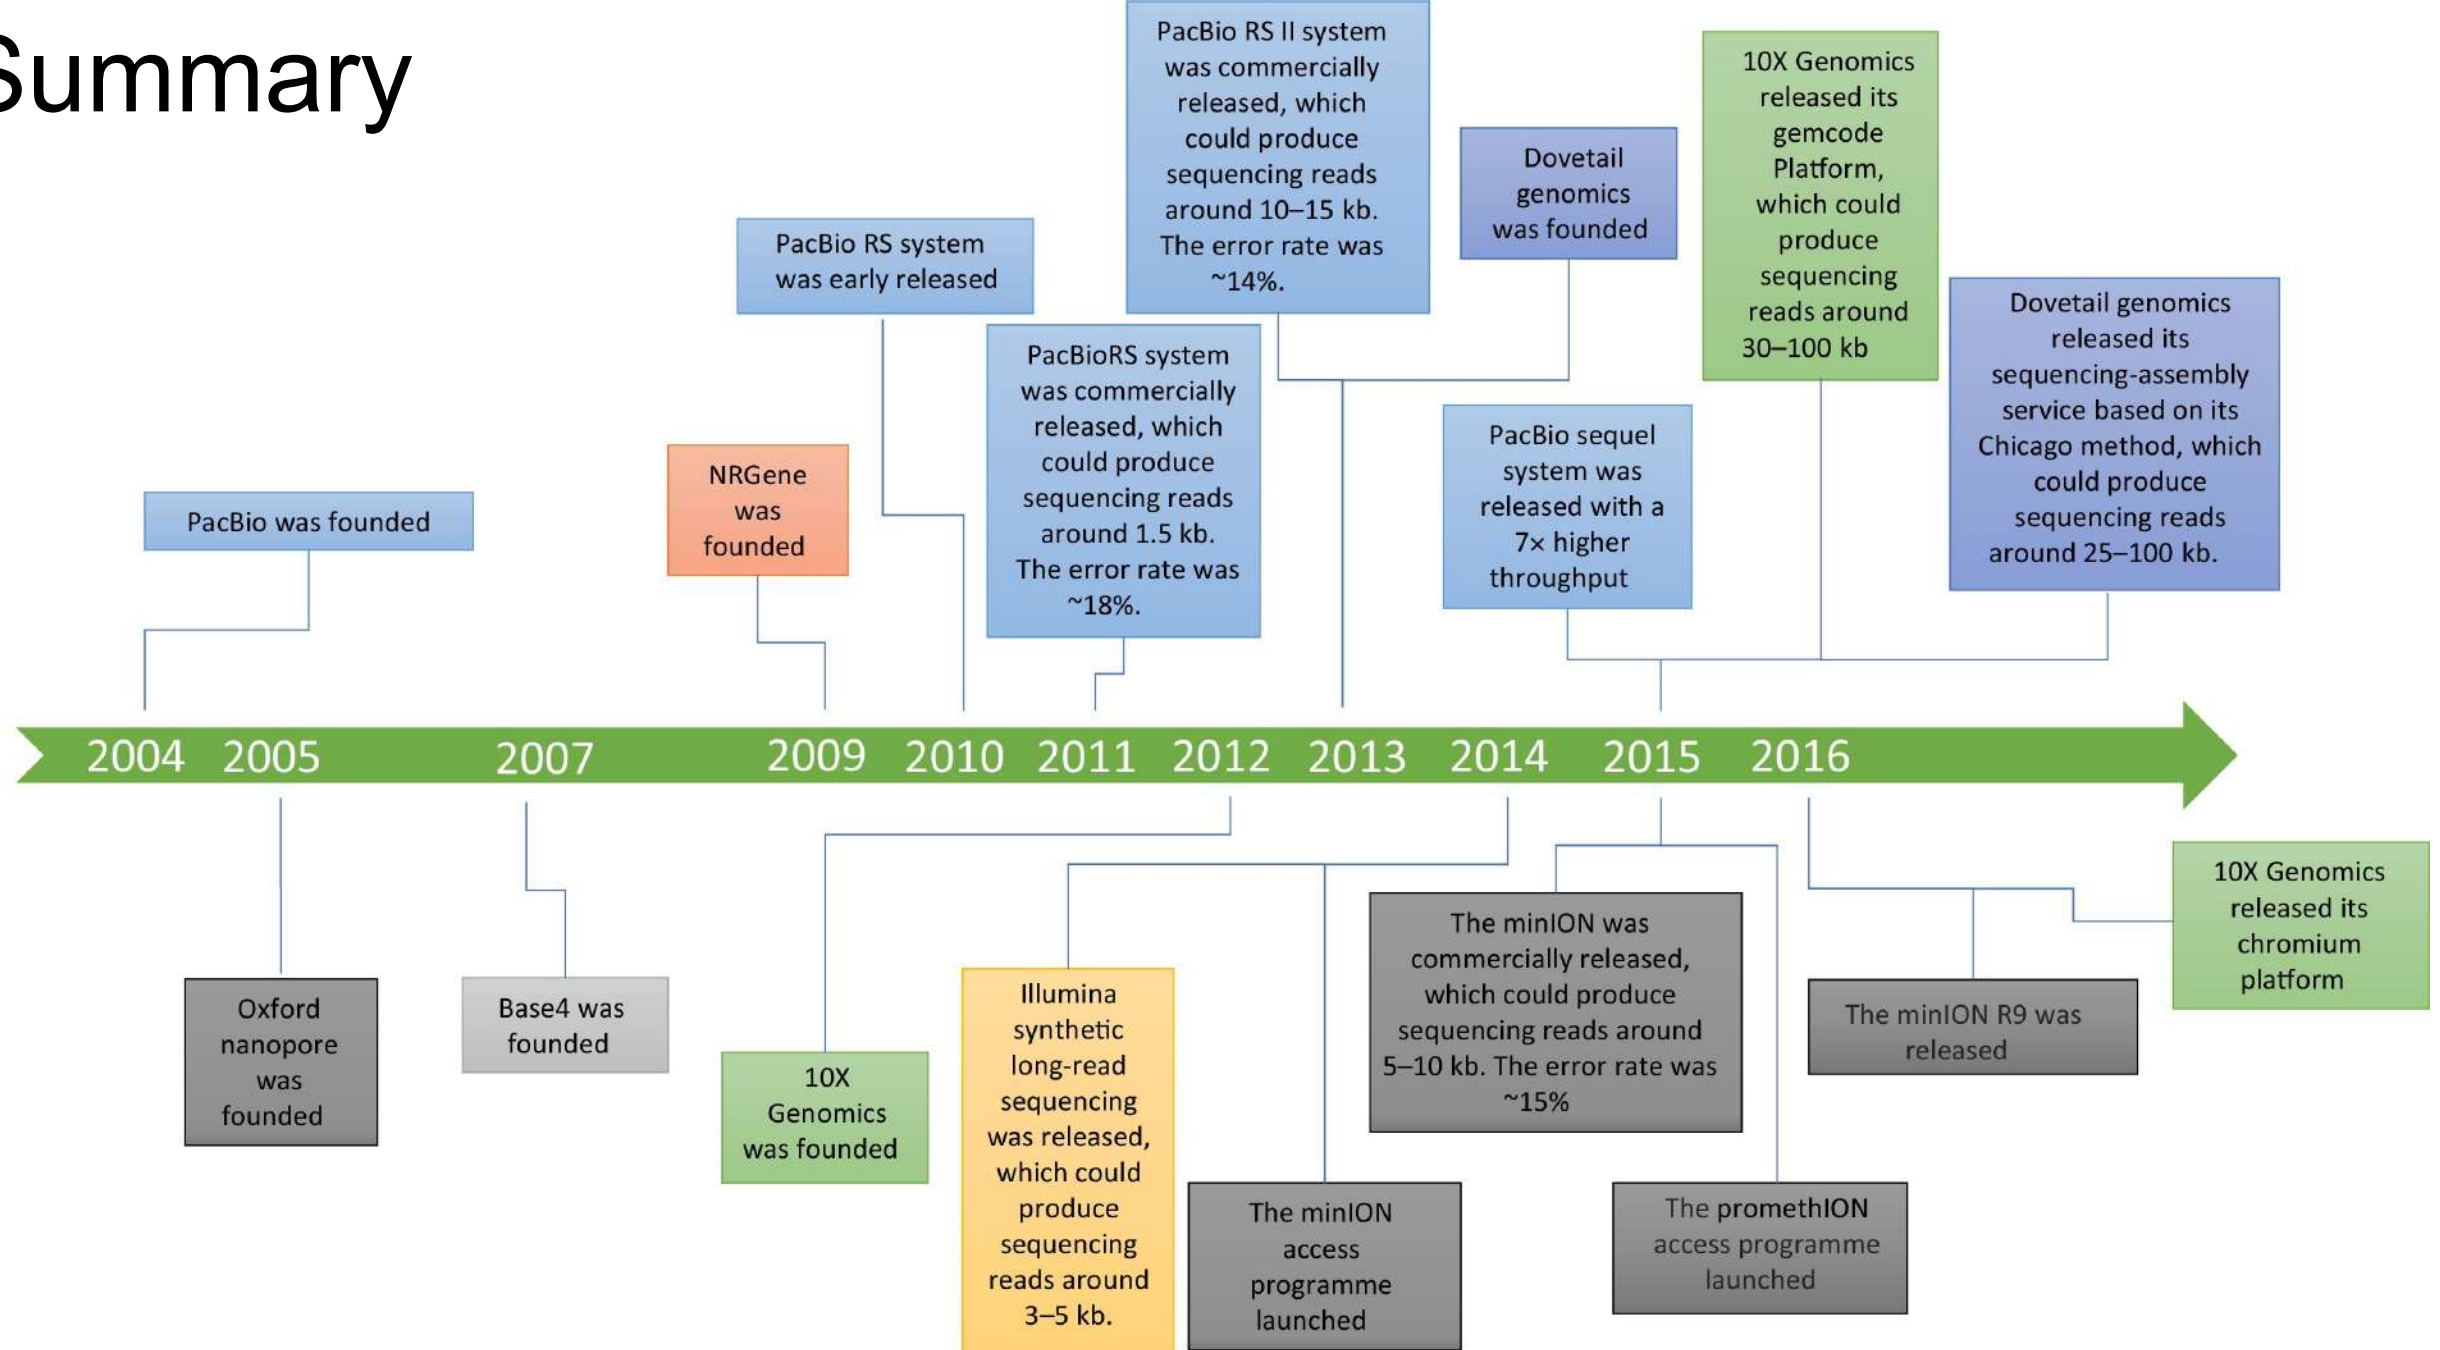 Summary
PacBio RS II system
was commercially
released, which
could produce
sequencing reads
around 10–15 kb.
The error rate was
~14%.
10X Genomics
released its
gemcode
Platform,
which could
produce
sequencing
reads around
30–100 kb
Dovetail
genomics
was founded
PacBio RS system
was early released
Dovetail genomics
released its
sequencing-assembly
service based on its
Chicago method, which
could produce
sequencing reads
around 25–100 kb.
PacBioRS system
was commercially
released, which
could produce
sequencing reads
around 1.5 kb.
The error rate was
~18%.
PacBio sequel
system was
released with a
7× higher
throughput
NRGene
was
founded
PacBio was founded
2004 2005 2007 2009 2010 2011 2012 2013 2014 2015 2016
Oxford
nanopore
was
founded
Base4 was
founded
10X
Genomics
was founded
Illumina
synthetic
long-read
sequencing
was released,
which could
produce
sequencing
reads around
3–5 kb.
The minION
access
programme
launched
The minION was
commercially released,
which could produce
sequencing reads around
5–10 kb. The error rate was
~15%
The promethION
access programme
launched
The minION R9 was
released
10X Genomics
released its
chromium
platform